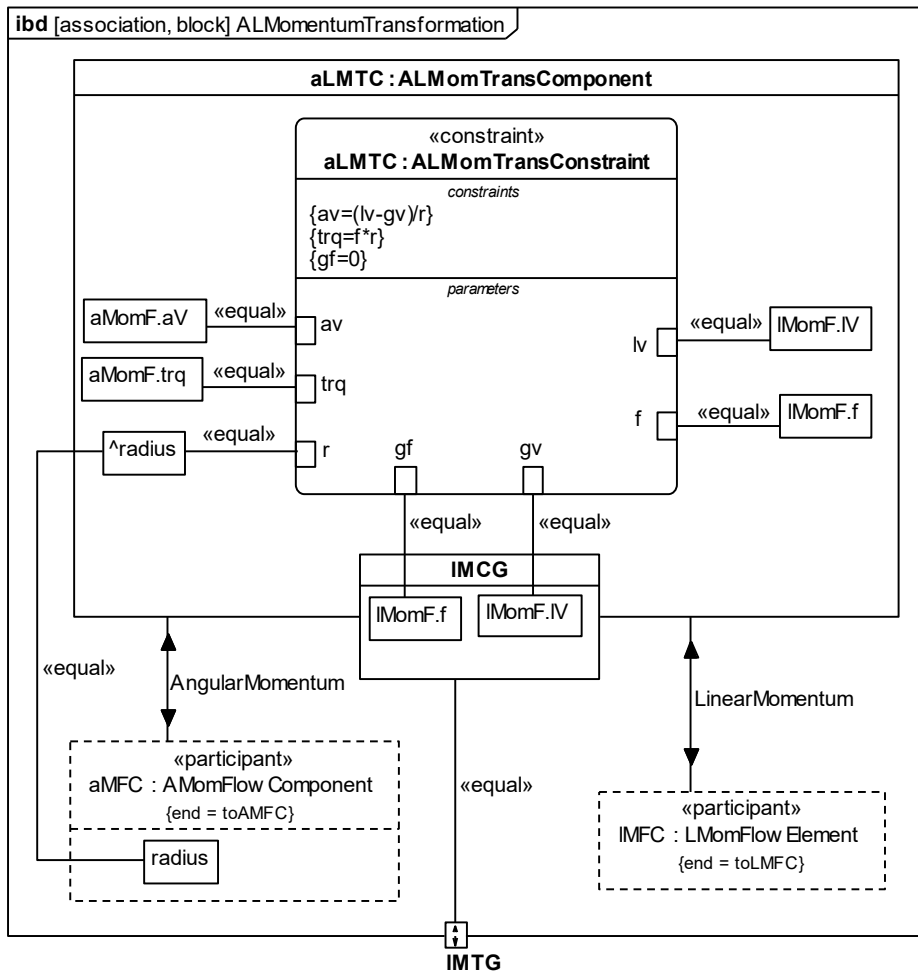 ibd [association, block] ALMomentumTransformation
aLMTC : ALMomTransComponent
«constraint»
aLMTC : ALMomTransConstraint
constraints
{av=(lv-gv)/r}
{trq=f*r}
{gf=0}
parameters
aMomF.aV
«equal»
av
lv
«equal»
lMomF.lV
aMomF.trq
«equal»
trq
f
«equal»
lMomF.f
^radius
«equal»
r
gf
gv
«equal»
«equal»
lMCG
lMomF.f
lMomF.lV
«equal»
AngularMomentum
LinearMomentum
«participant»
aMFC : AMomFlow Component
{end = toAMFC}
radius
«equal»
«participant»
lMFC : LMomFlow Element
{end = toLMFC}
lMTG